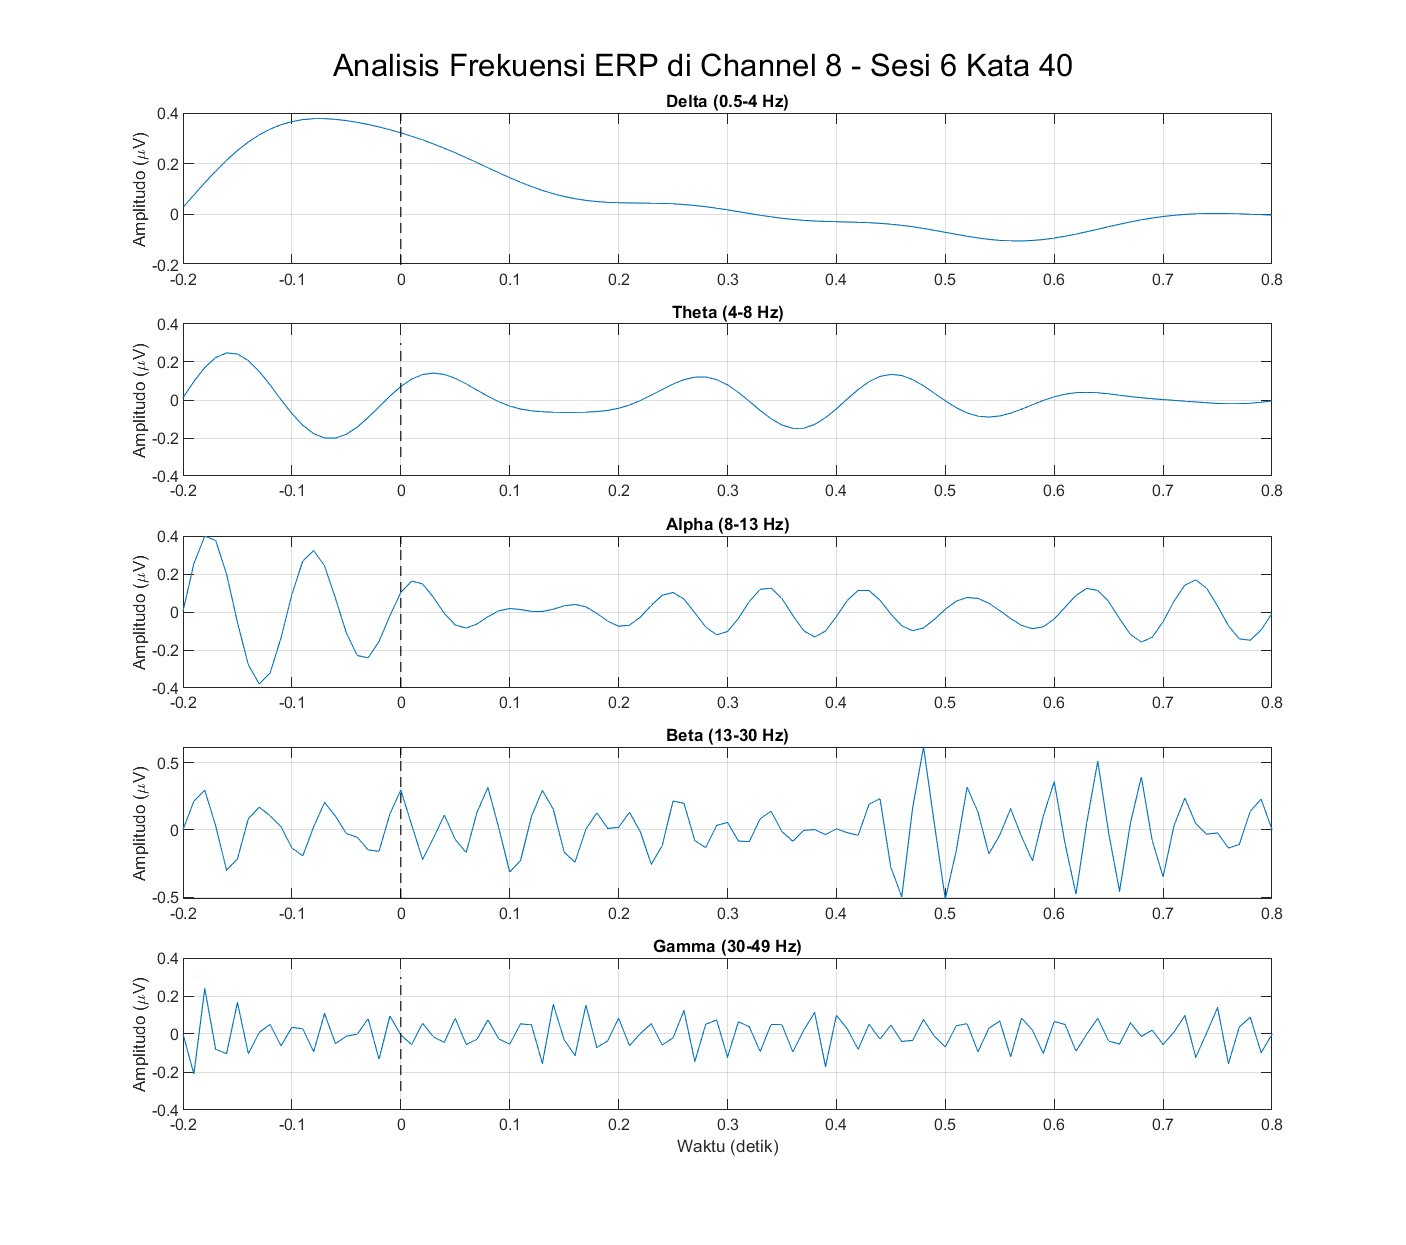 Analisis Frekuensi ERP di Channel 8 - Sesi 6 Kata 40
Delta (0.5-4 Hz)
Amplitudo (μV)
0.4
0.2
0
-0.2
-0.2 -0.1 0 0.1 0.2 0.3 0.4 0.5 0.6 0.7 0.8
Theta (4-8 Hz)
Amplitudo (μV)
0.4
0.2
0
-0.2
-0.4
-0.2 -0.1 0 0.1 0.2 0.3 0.4 0.5 0.6 0.7 0.8
Alpha (8-13 Hz)
Amplitudo (μV)
0.4
0.2
0
-0.2
-0.4
-0.2 -0.1 0 0.1 0.2 0.3 0.4 0.5 0.6 0.7 0.8
Beta (13-30 Hz)
Amplitudo (μV)
0.5
0
-0.5
-0.2 -0.1 0 0.1 0.2 0.3 0.4 0.5 0.6 0.7 0.8
Gamma (30-49 Hz)
Amplitudo (μV)
0.4
0.2
0
-0.2
-0.4
-0.2 -0.1 0 0.1 0.2 0.3 0.4 0.5 0.6 0.7 0.8
Waktu (detik)